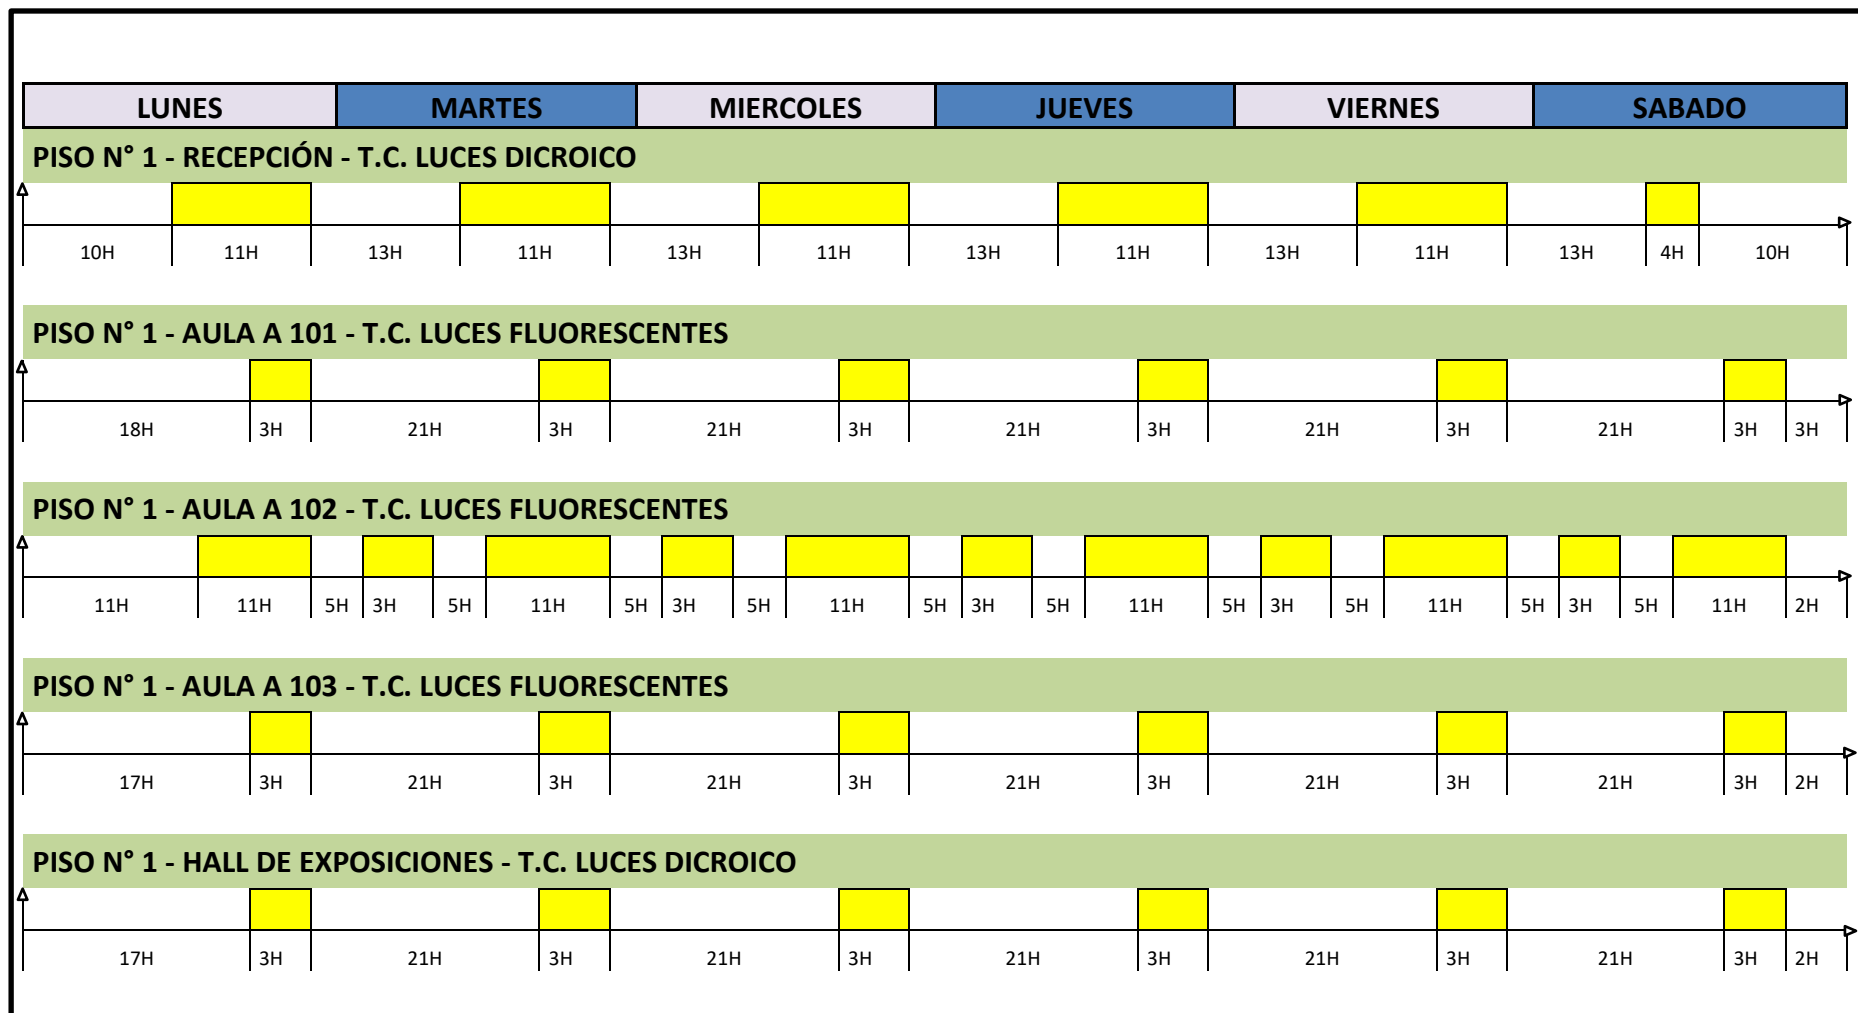 LUNES MARTES MIERCOLES JUEVES VIERNES SABADO
PISO N° 1 - RECEPCIÓN - T.C. LUCES DICROICO
10H 11H 13H 11H 13H 11H 13H 11H 13H 11H 13H 4H 10H
PISO N° 1 - AULA A 101 - T.C. LUCES FLUORESCENTES
18H 3H 21H 3H 21H 3H 21H 3H 21H 3H 21H 3H 3H
PISO N° 1 - AULA A 102 - T.C. LUCES FLUORESCENTES
11H 11H 5H 3H 5H 11H 5H 3H 5H 11H 5H 3H 5H 11H 5H 3H 5H 11H 5H 3H 5H 11H 2H
PISO N° 1 - AULA A 103 - T.C. LUCES FLUORESCENTES
17H 3H 21H 3H 21H 3H 21H 3H 21H 3H 21H 3H 2H
PISO N° 1 - HALL DE EXPOSICIONES - T.C. LUCES DICROICO
17H 3H 21H 3H 21H 3H 21H 3H 21H 3H 21H 3H 2H